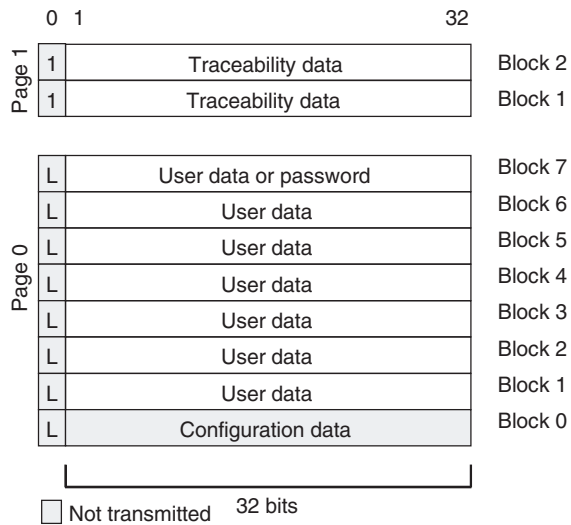 0 1 32
Page 1
1 Traceability data Block 2
1 Traceability data Block 1
Page 0
L User data or password Block 7
L User data Block 6
L User data Block 5
L User data Block 4
L User data Block 3
L User data Block 2
L User data Block 1
L Configuration data Block 0
32 bits
Not transmitted